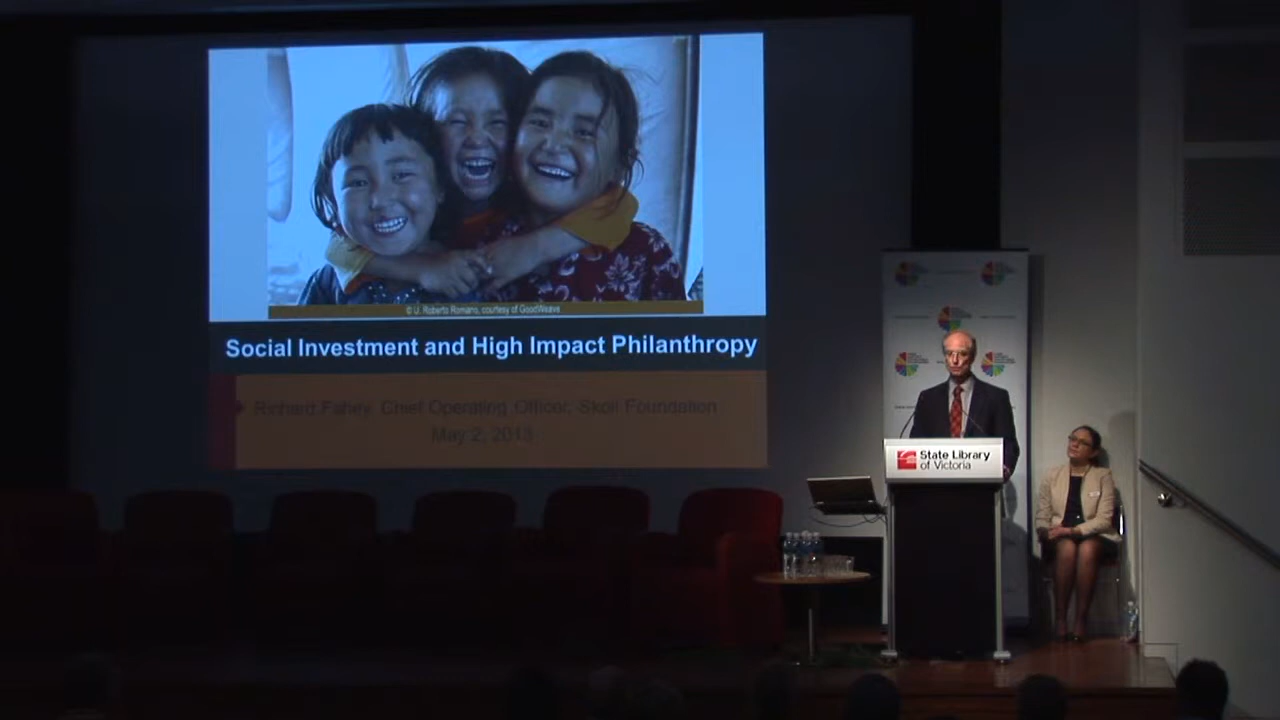 © U. Roberto Romano, courtesy of GoodWeave
Social Investment and High Impact Philanthropy
Richard Fahey, Chief Operating Officer, Skoll Foundation
May 2, 2013
State Library
of Victoria